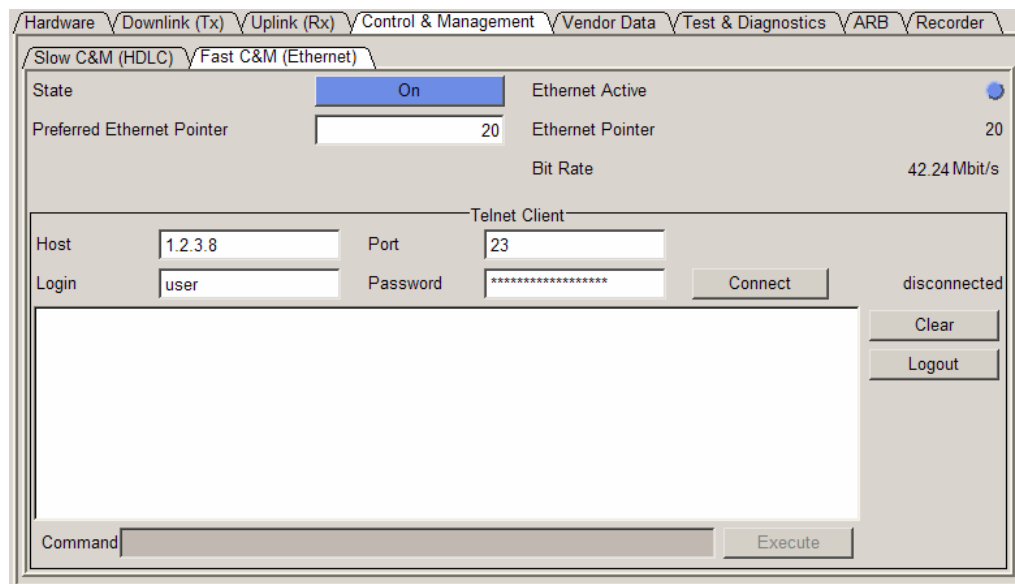 Hardware Downlink (Tx) Uplink (Rx) Control & Management Vendor Data Test & Diagnostics ARB Recorder
Slow C&M (HDLC) Fast C&M (Ethernet)
State On Ethernet Active
Preferred Ethernet Pointer 20 Ethernet Pointer 20
Bit Rate 42.24 Mbit/s
Telnet Client
Host 1.2.3.8 Port 23
Login user Password ****************** Connect disconnected
Clear
Logout
Command Execute